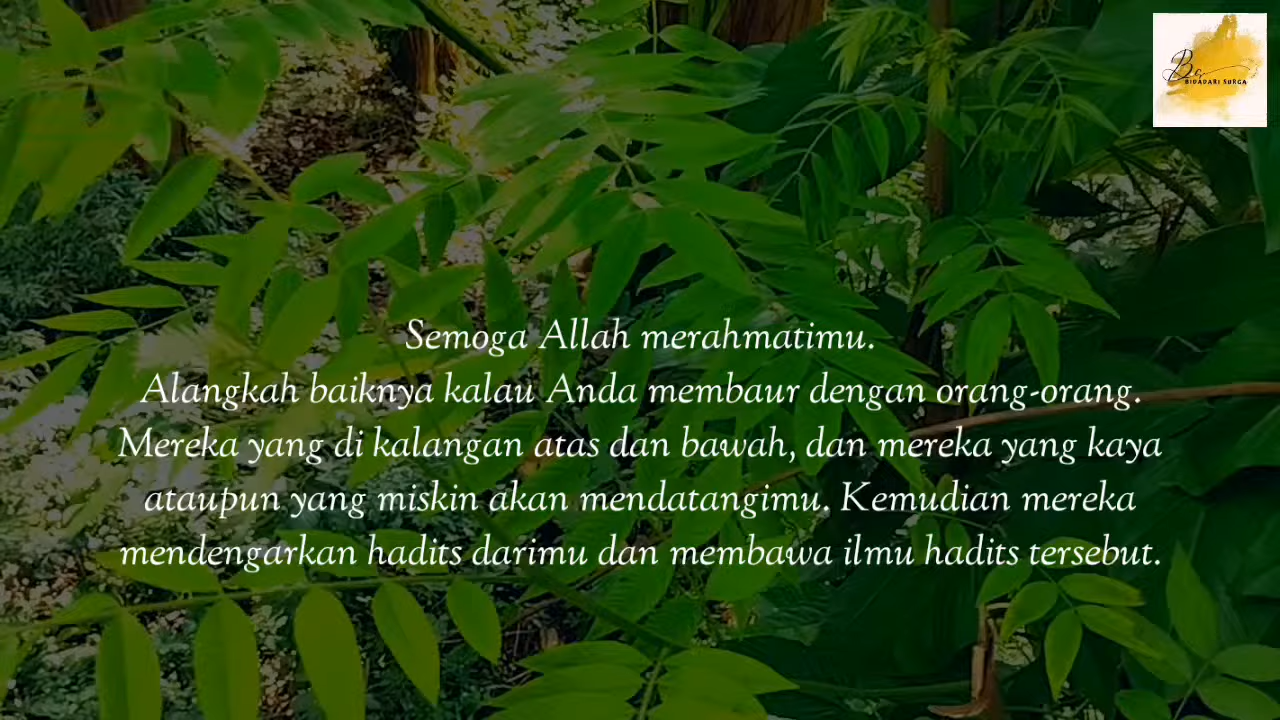 Bs
BIDADARI SURGA
Semoga Allah merahmatimu.
Alangkah baiknya kalau Anda membaur dengan orang-orang.
Mereka yang di kalangan atas dan bawah, dan mereka yang kaya
ataupun yang miskin akan mendatangimu. Kemudian mereka
mendengarkan hadits darimu dan membawa ilmu hadits tersebut.